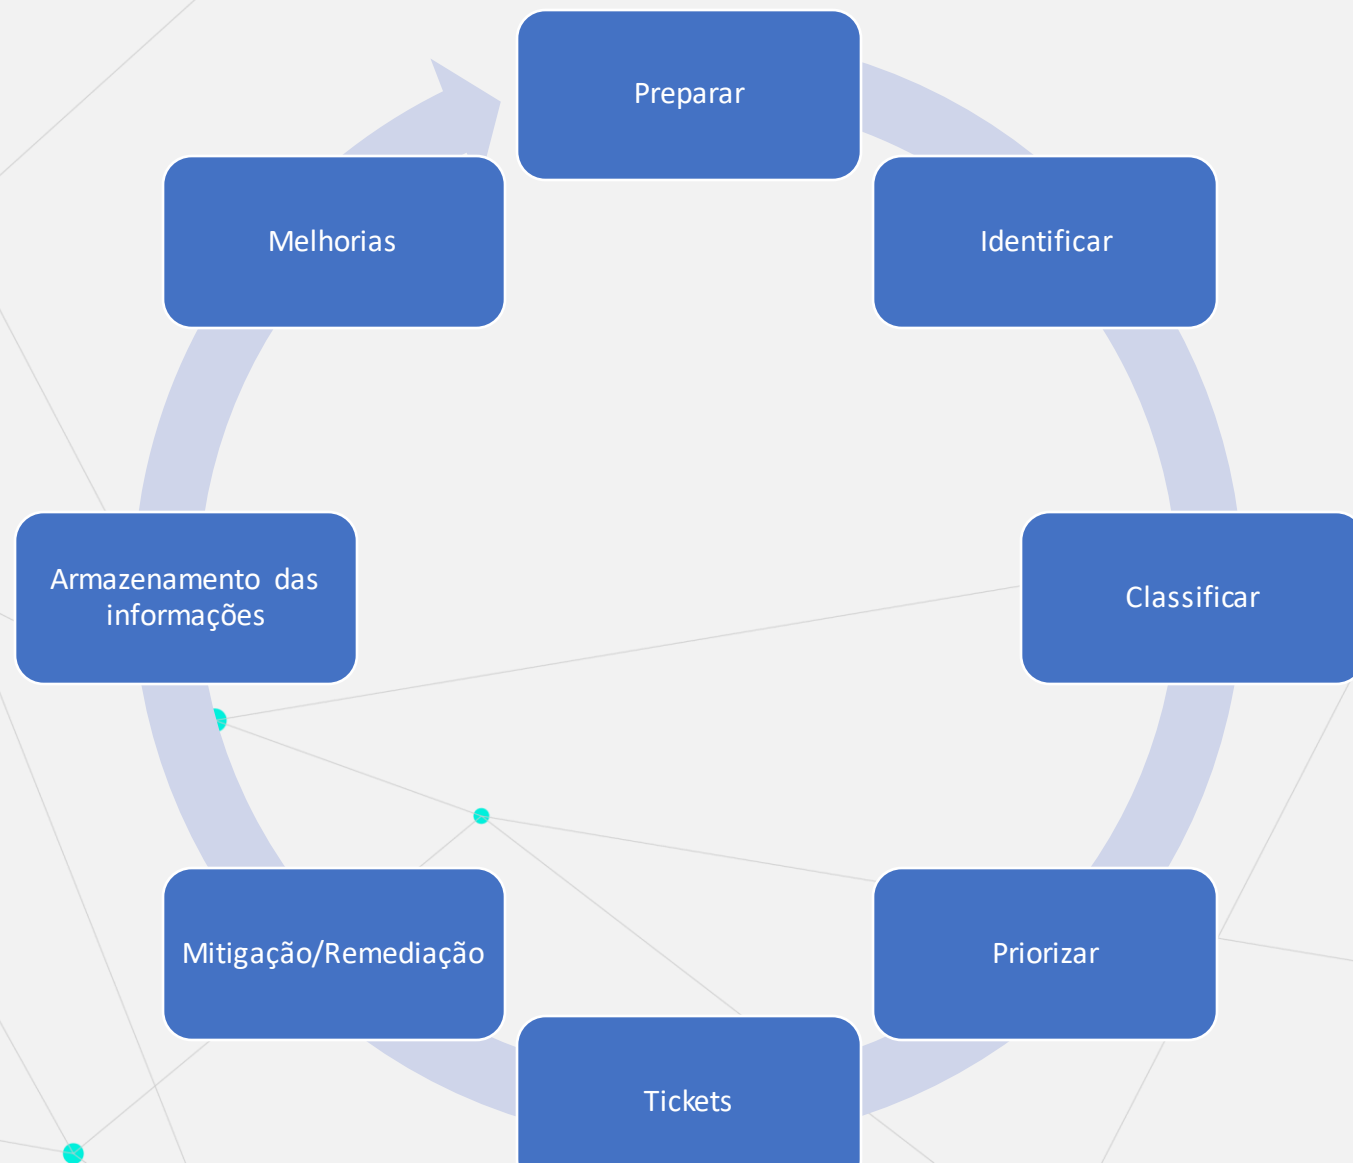 Preparar
Identificar
Classificar
Priorizar
Tickets
Mitigação/Remediação
Armazenamento das
informações
Melhorias